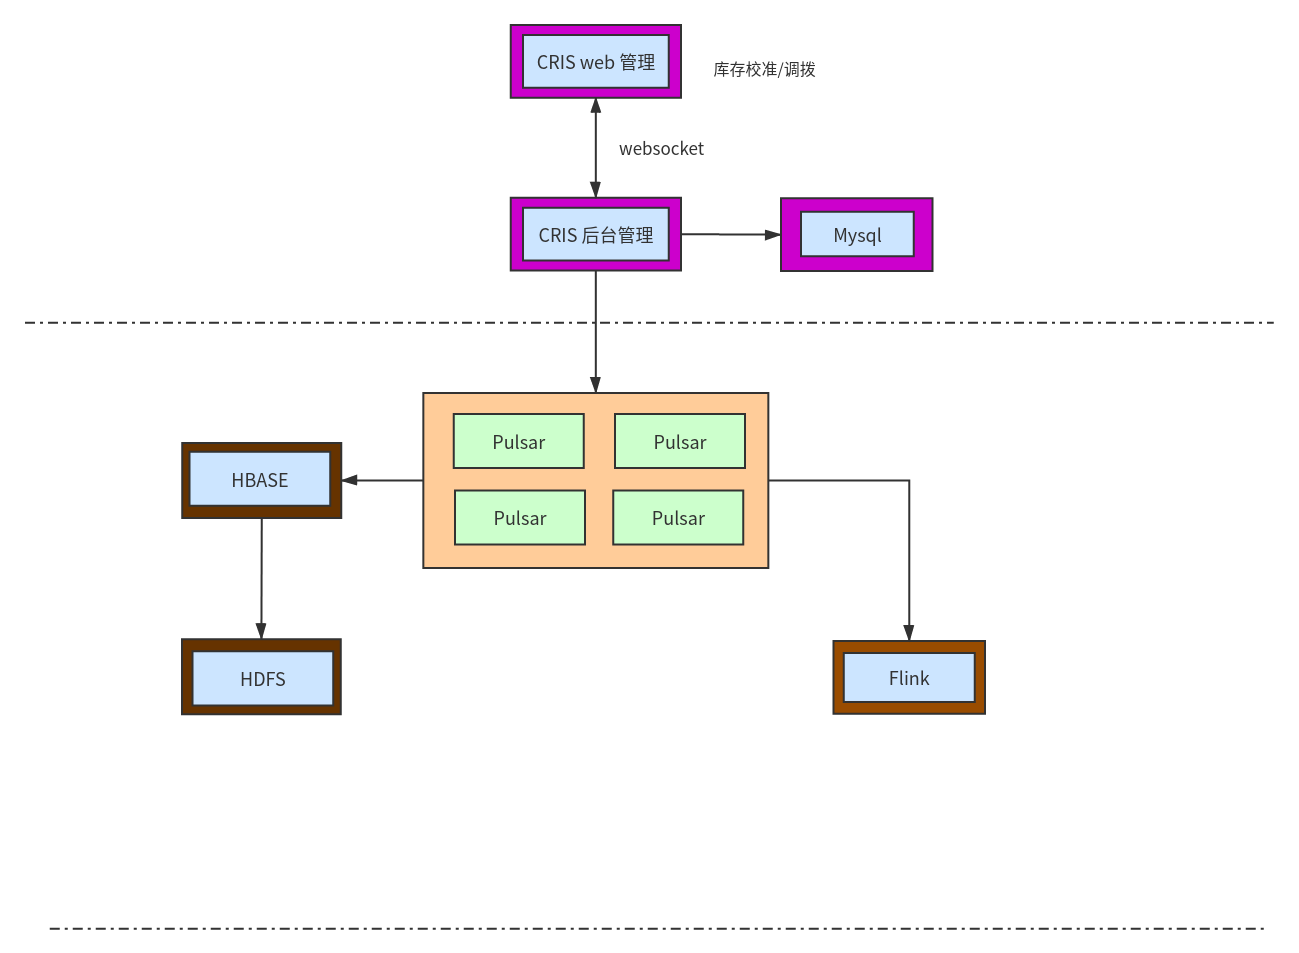 CRIS web 管理
库存校准/调拨
websocket
CRIS 后台管理
Mysql
Pulsar
Pulsar
HBASE
Pulsar
Pulsar
HDFS
Flink